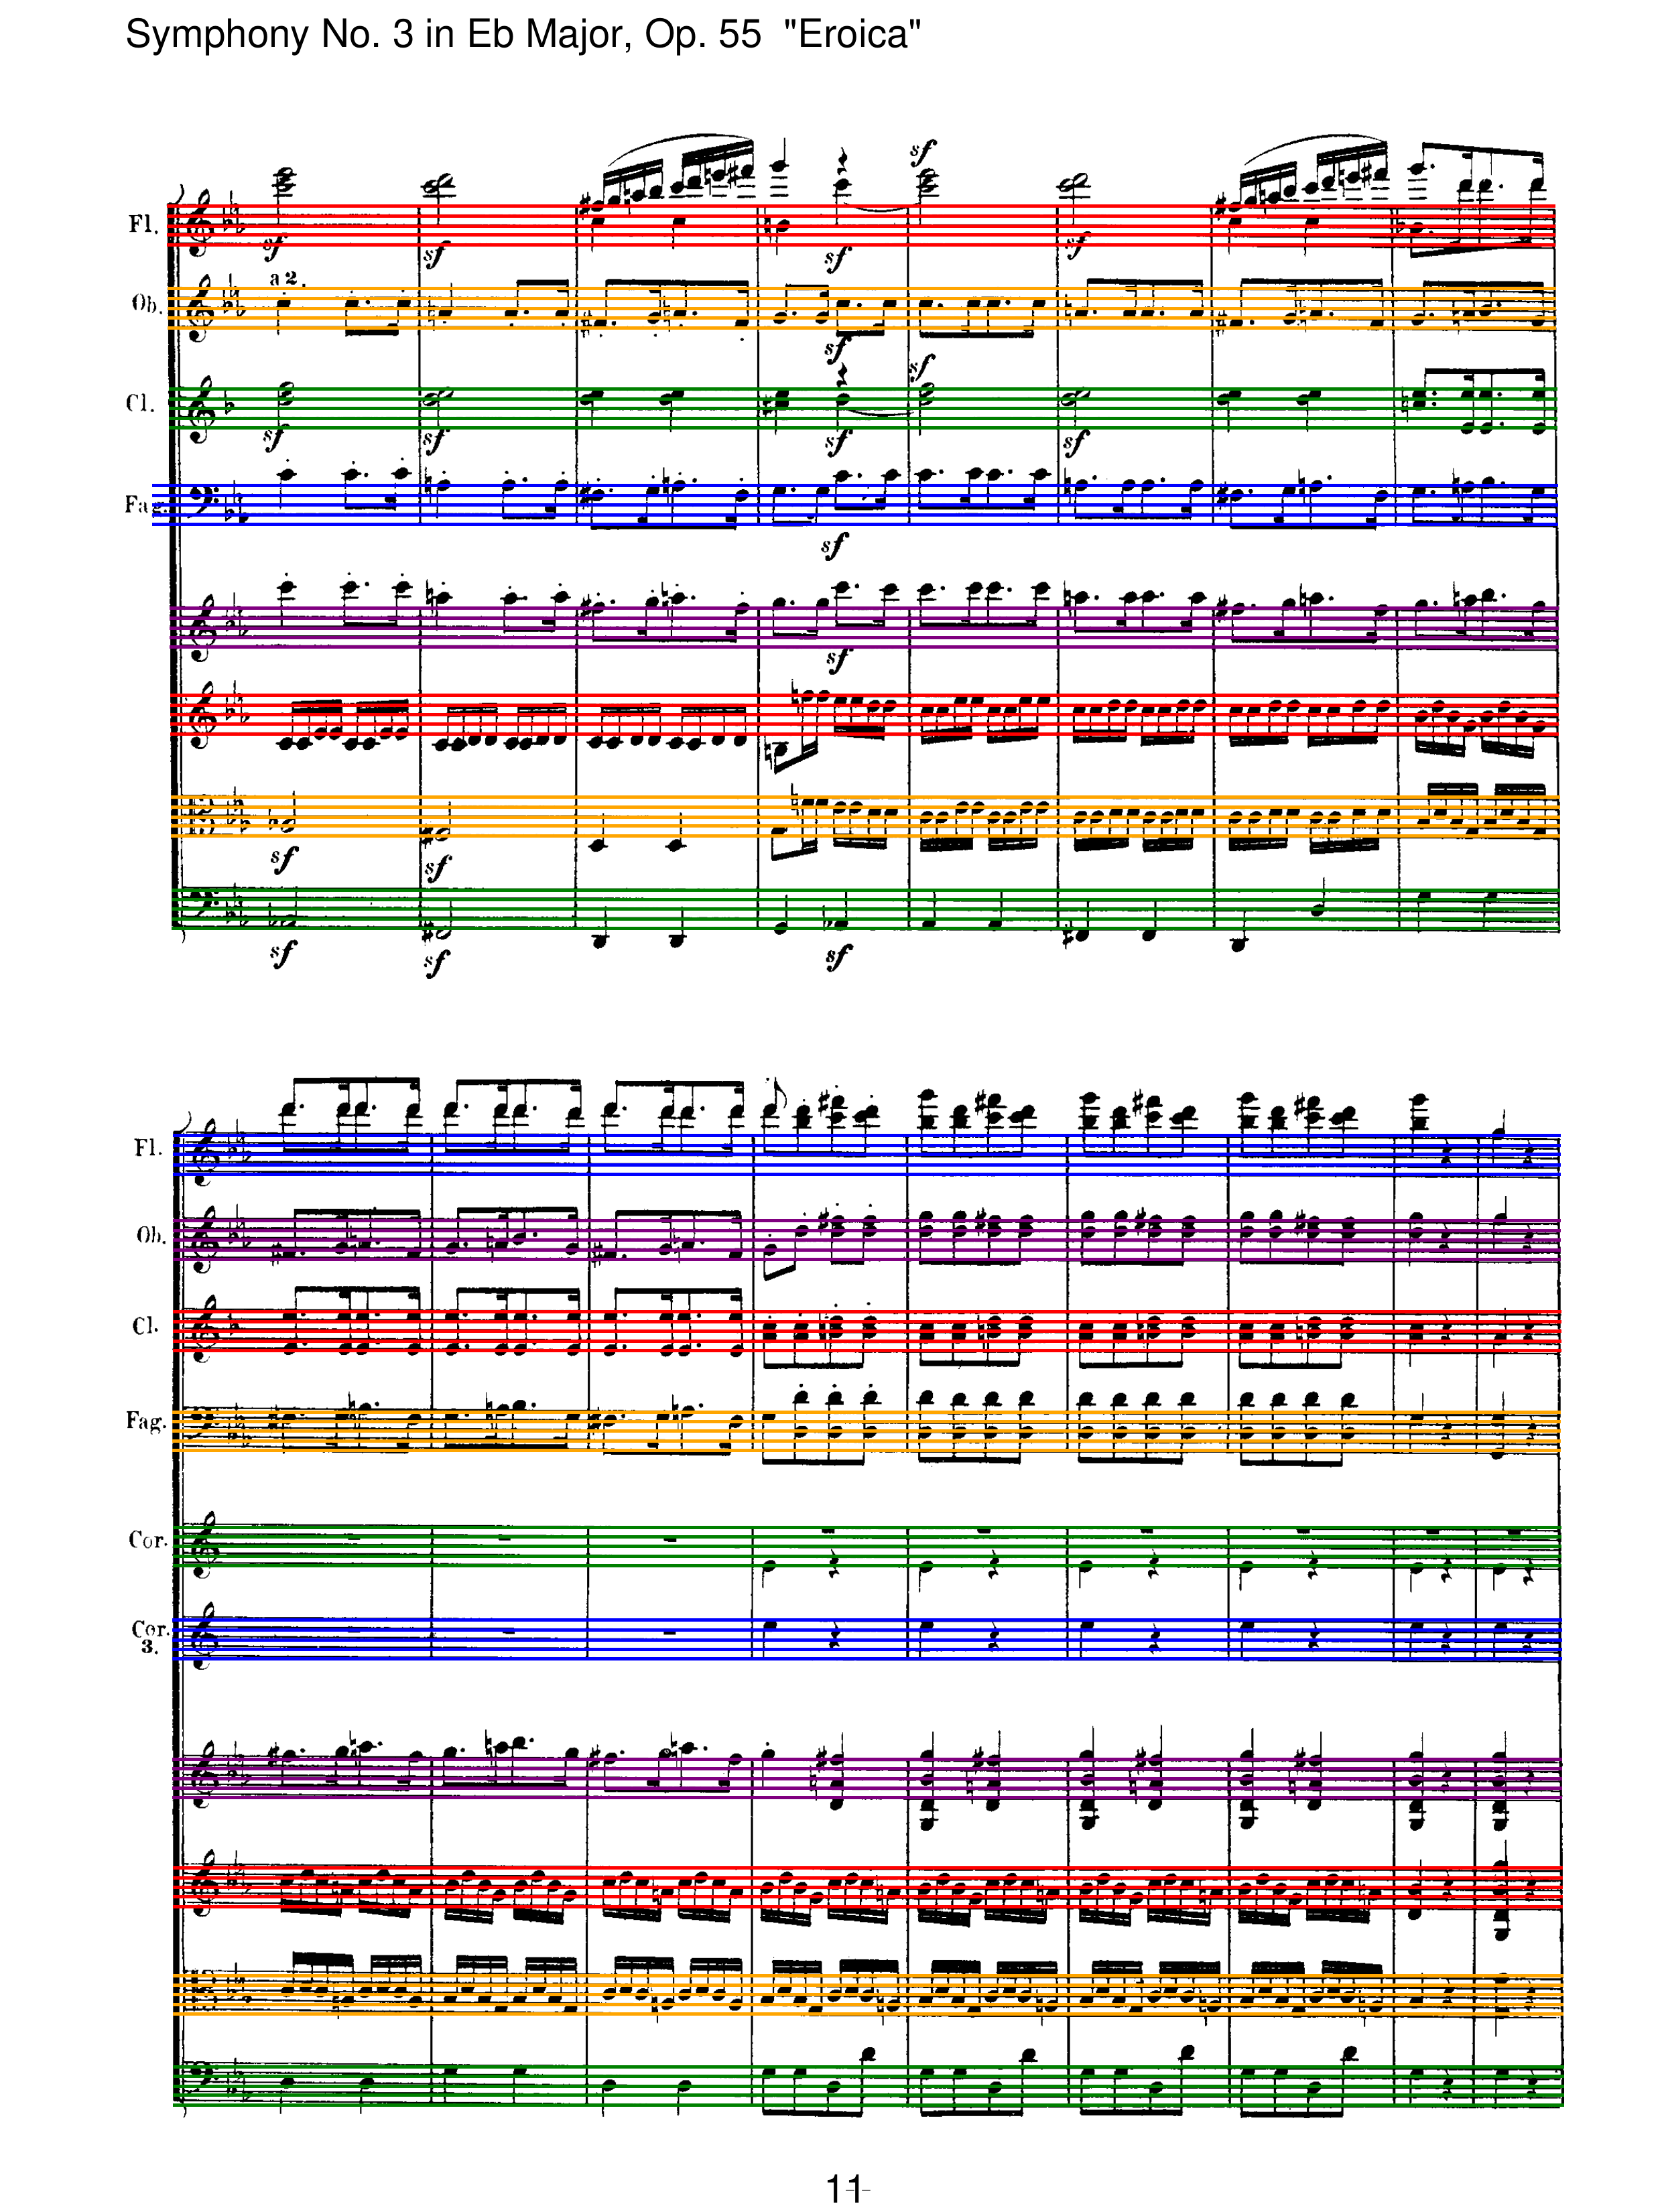 Symphony No. 3 in Eb Major, Op. 55 "Eroica"
sf
Fl.
sf
sf
sf
sf
a 2.
Ob.
sf
sf
Cl.
sf
sf
sf
sf
Fag.
sf
sf
sf
sf
sf
sf
sf
Fl.
Ob.
Cl.
Fag.
Cor.
Cor.
3.
11